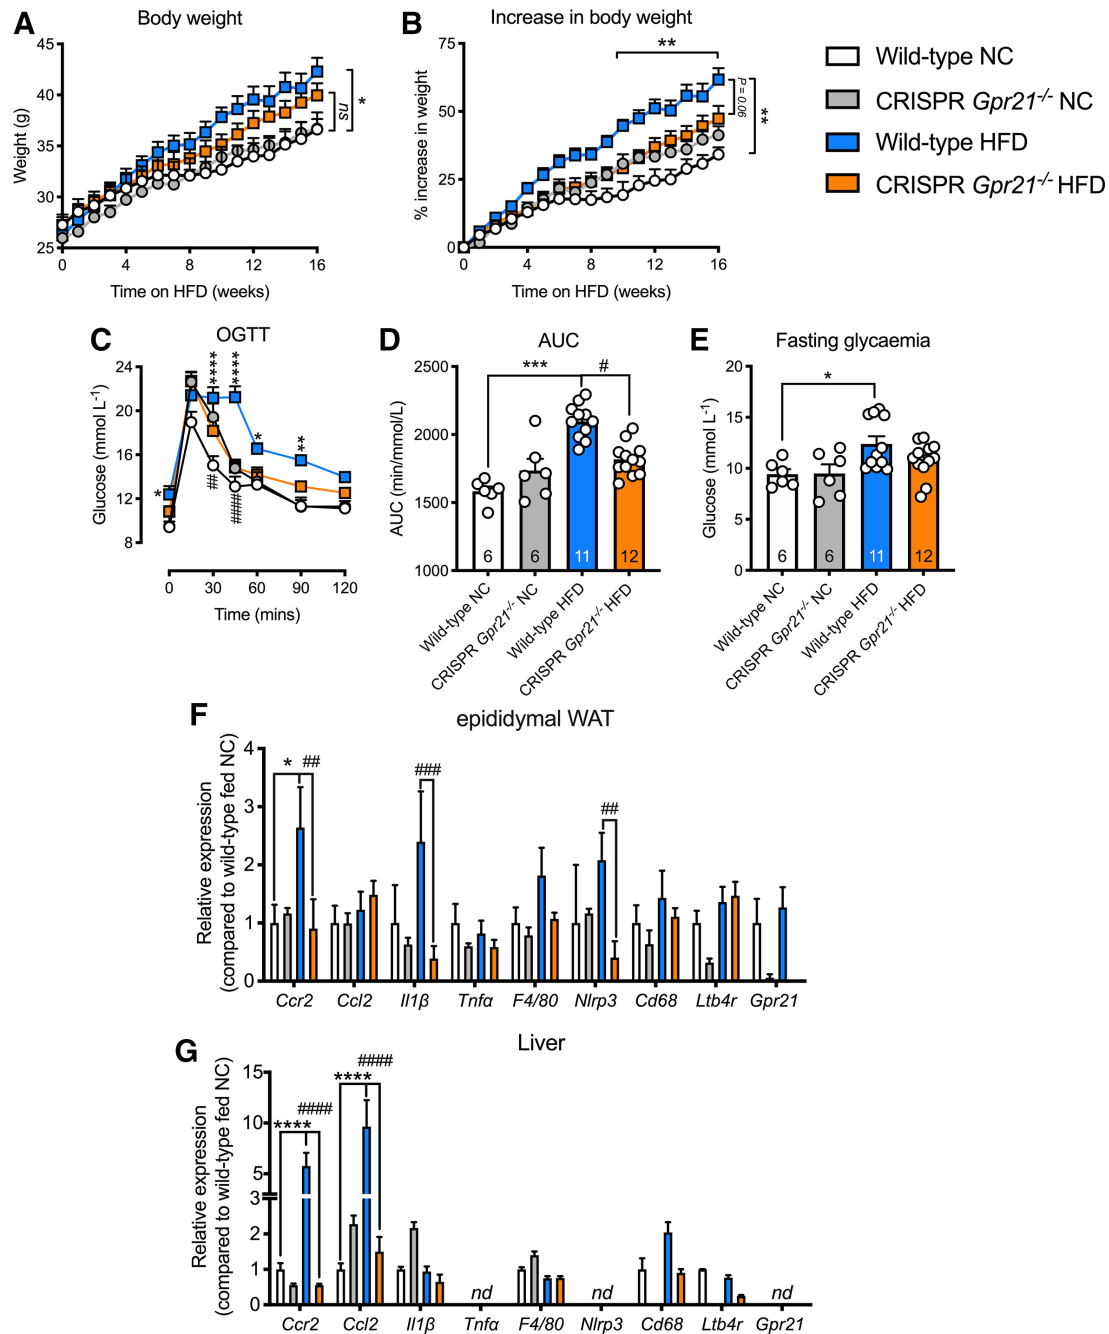 A
Body weight
45
40
35
30
25
Weight (g)
0 4 8 12 16
Time on HFD (weeks)
ns
*
B
Increase in body weight
75
50
25
0
% increase in weight
0 4 8 12 16
Time on HFD (weeks)
**
P = 0.06
**
Wild-type NC
CRISPR Gpr21-/- NC
Wild-type HFD
CRISPR Gpr21-/- HFD
C
OGTT
24
20
16
12
8
Glucose (mmol L-1)
0 30 60 90 120
Time (mins)
*
****
****
*
**
##
####
D
AUC
2500
2000
1500
1000
AUC (min/mmol/L)
***
#
6 6 11 12
Wild-type NC
CRISPR Gpr21-/- NC
Wild-type HFD
CRISPR Gpr21-/- HFD
E
Fasting glycaemia
20
15
10
5
0
Glucose (mmol L-1)
*
6 6 11 12
Wild-type NC
CRISPR Gpr21-/- NC
Wild-type HFD
CRISPR Gpr21-/- HFD
F
epididymal WAT
4
3
2
1
0
Relative expression
(compared to wild-type fed NC)
* ##
###
##
Ccr2 Ccl2 Il1β Tnfα F4/80 Nlrp3 Cd68 Ltb4r Gpr21
G
Liver
15
10
5
3
2
1
0
Relative expression
(compared to wild-type fed NC)
####
****
####
****
nd nd nd
Ccr2 Ccl2 Il1β Tnfα F4/80 Nlrp3 Cd68 Ltb4r Gpr21